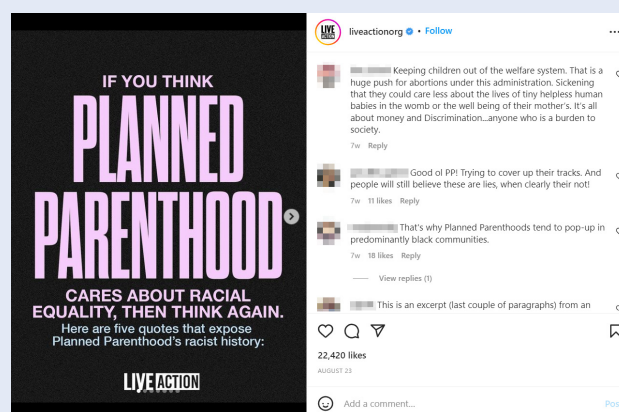 IF YOU THINK
PLANNED
PARENTHOOD
CARES ABOUT RACIAL
EQUALITY, THEN THINK AGAIN.
Here are five quotes that expose
Planned Parenthood's racist history:
LIVE ACTION
LIVE
ACTION
liveactionorg • Follow
Keeping children out of the welfare system. That is a
huge push for abortions under this administration. Sickening
that they could care less about the lives of tiny helpless human
babies in the womb or the well being of their mother's. It's all
about money and Discrimination...anyone who is a burden to
society.
7w Reply
Good ol PP! Trying to cover up their tracks. And
people will still believe these are lies, when clearly their not!
7w 11 likes Reply
That's why Planned Parenthoods tend to pop-up in
predominantly black communities.
7w 18 likes Reply
View replies (1)
This is an excerpt (last couple of paragraphs) from an
22,420 likes
AUGUST 23
Add a comment...
Pos